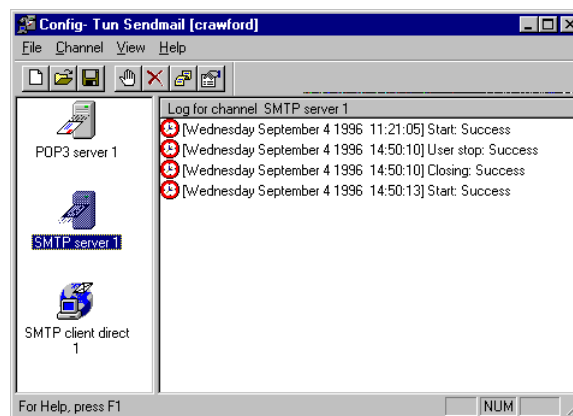 Config- Tun Sendmail [crawford]
File Channel View Help
Log for channel SMTP server 1
[Wednesday September 4 1996 11:21:05] Start: Success
[Wednesday September 4 1996 14:50:10] User stop: Success
[Wednesday September 4 1996 14:50:10] Closing: Success
[Wednesday September 4 1996 14:50:13] Start: Success
POP3 server 1
SMTP server 1
SMTP client direct
1
For Help, press F1
NUM